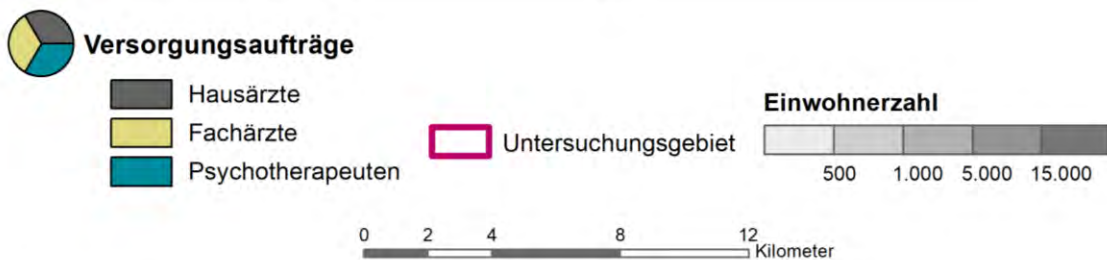 Versorgungsaufträge
Hausärzte
Fachärzte
Psychotherapeuten
Untersuchungsgebiet
Einwohnerzahl
500 1.000 5.000 15.000
0 2 4 8 12
Kilometer